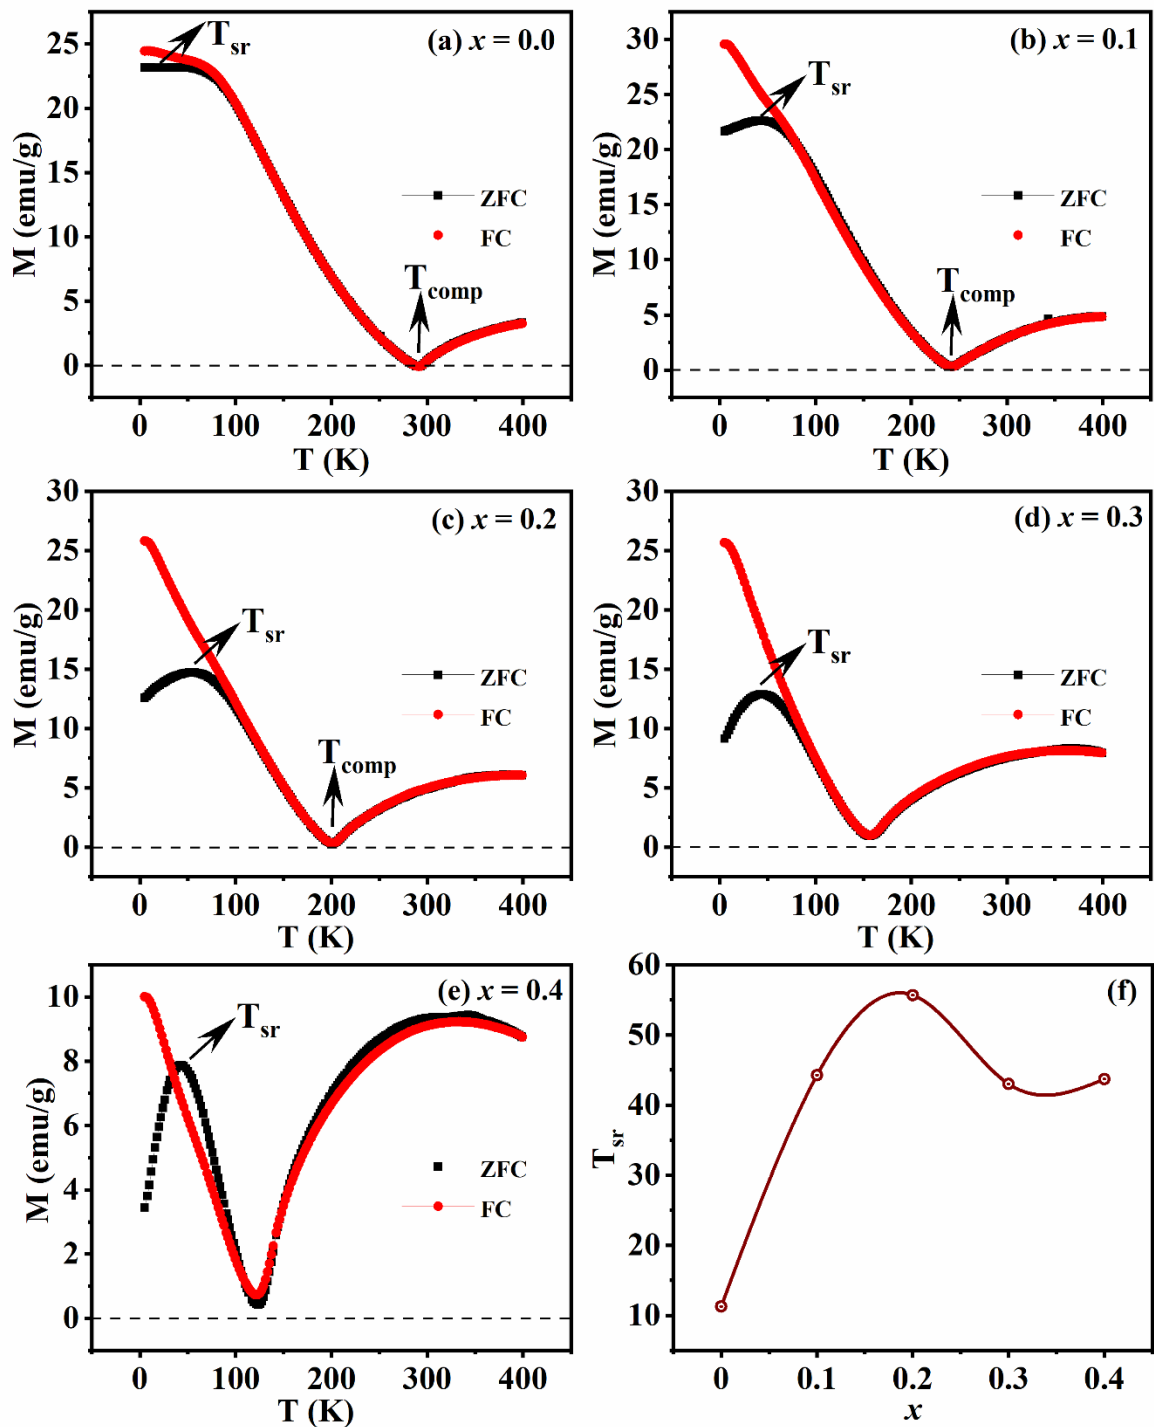 (a) x = 0.0
T_sr
T_comp
ZFC
FC
M (emu/g)
25
20
15
10
5
0
0 100 200 300 400
T (K)
(b) x = 0.1
T_sr
T_comp
ZFC
FC
M (emu/g)
30
25
20
15
10
5
0
0 100 200 300 400
T (K)
(c) x = 0.2
T_sr
T_comp
ZFC
FC
M (emu/g)
30
25
20
15
10
5
0
0 100 200 300 400
T (K)
(d) x = 0.3
T_sr
ZFC
FC
M (emu/g)
30
25
20
15
10
5
0
0 100 200 300 400
T (K)
(e) x = 0.4
T_sr
ZFC
FC
M (emu/g)
10
8
6
4
2
0
0 100 200 300 400
T (K)
(f)
T_sr
60
50
40
30
20
10
0 0.1 0.2 0.3 0.4
x